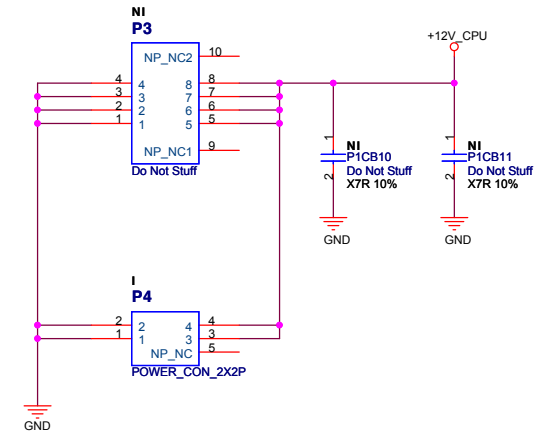 NI
P3
+12V_CPU
NP_NC2 10
4 4 8 8
3 3 7 7
2 2 6 6
1 1 5 5
NP_NC1 9
Do Not Stuff
1
NI
P1CB10
Do Not Stuff
X7R 10%
2
GND
1
NI
P1CB11
Do Not Stuff
X7R 10%
2
GND
I
P4
2 2 4 4
1 1 3 3
NP_NC 5
POWER_CON_2X2P
GND